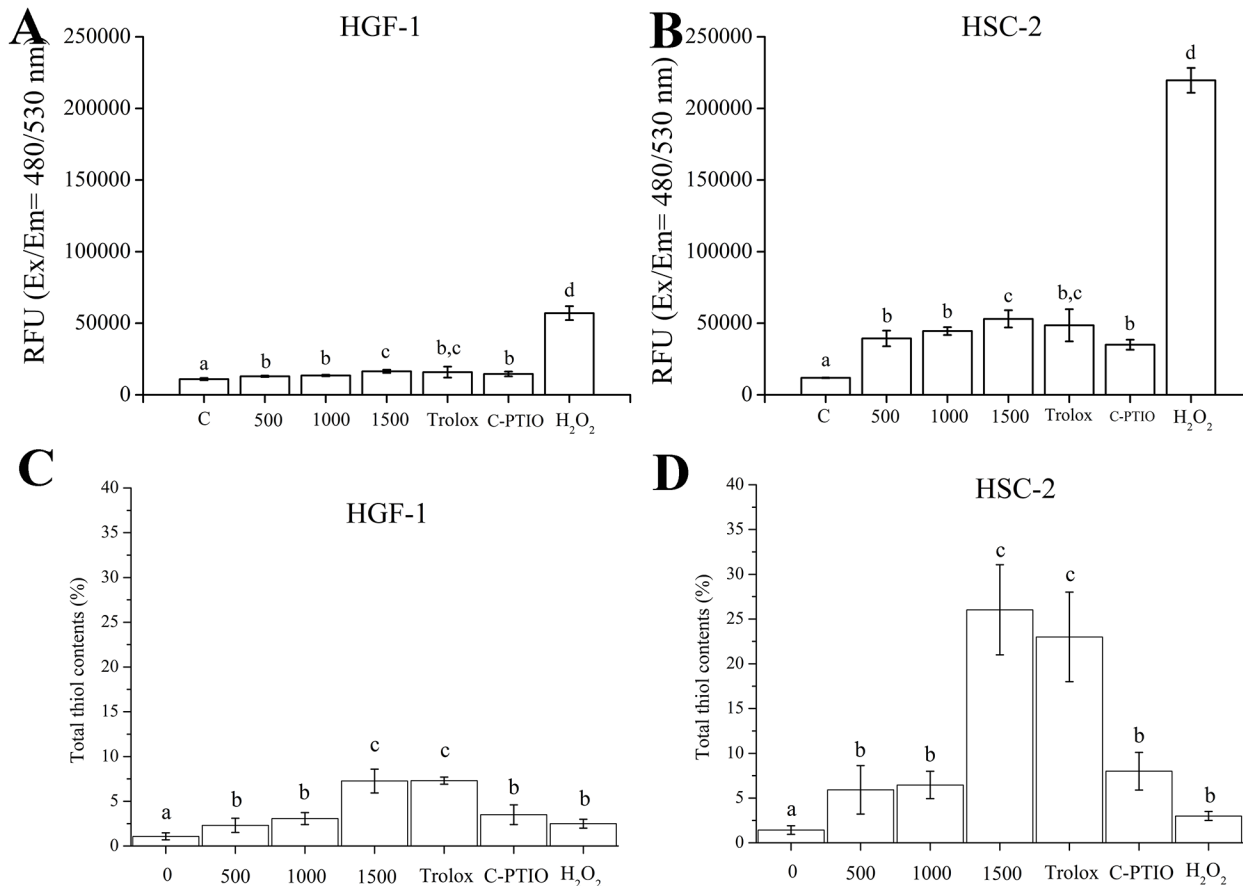 A
HGF-1
RFU (Ex/Em= 480/530 nm)
250000
200000
150000
100000
50000
0
a
b
b
c
b,c
b
d
C
500
1000
1500
Trolox
C-PTIO
H₂O₂
B
HSC-2
RFU (Ex/Em= 480/530 nm)
250000
200000
150000
100000
50000
0
a
b
b
c
b,c
b
d
C
500
1000
1500
Trolox
C-PTIO
H₂O₂
C
HGF-1
Total thiol contents (%)
40
35
30
25
20
15
10
5
0
a
b
b
c
c
b
b
0
500
1000
1500
Trolox
C-PTIO
H₂O₂
D
HSC-2
Total thiol contents (%)
40
35
30
25
20
15
10
5
0
a
b
b
c
c
b
b
0
500
1000
1500
Trolox
C-PTIO
H₂O₂